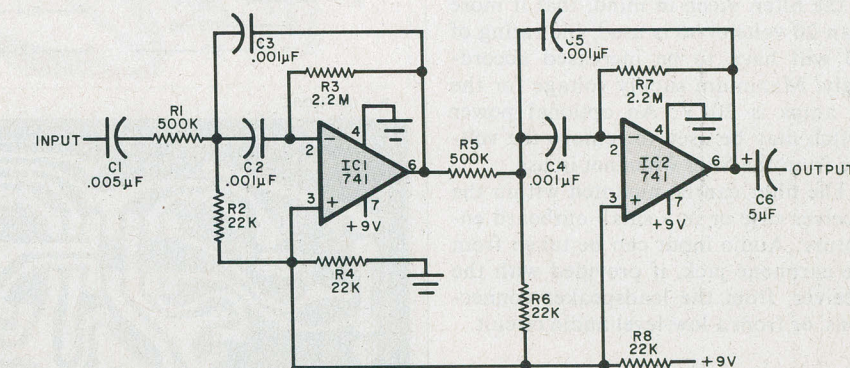 INPUT
C1
.005µF
R1
500K
C2
.001µF
C3
.001µF
R2
22K
R3
2.2M
2
3
4
6
7
IC1
741
+9V
R4
22K
R5
500K
C5
.001µF
C4
.001µF
R7
2.2M
2
3
4
6
7
IC2
741
+9V
+
C6
5µF
OUTPUT
R6
22K
R8
22K
+9V